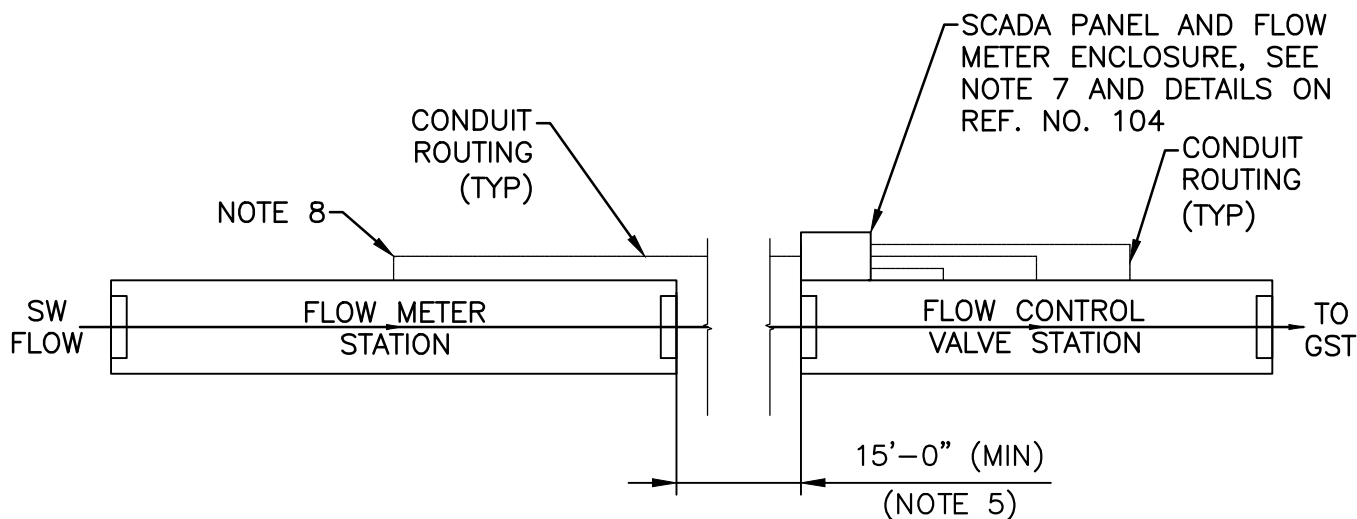 SCADA PANEL AND FLOW
METER ENCLOSURE, SEE
NOTE 7 AND DETAILS ON
REF. NO. 104
CONDUIT
ROUTING
(TYP)
CONDUIT
ROUTING
(TYP)
NOTE 8
SW
FLOW
FLOW METER
STATION
FLOW CONTROL
VALVE STATION
TO
GST
15'-0" (MIN)
(NOTE 5)